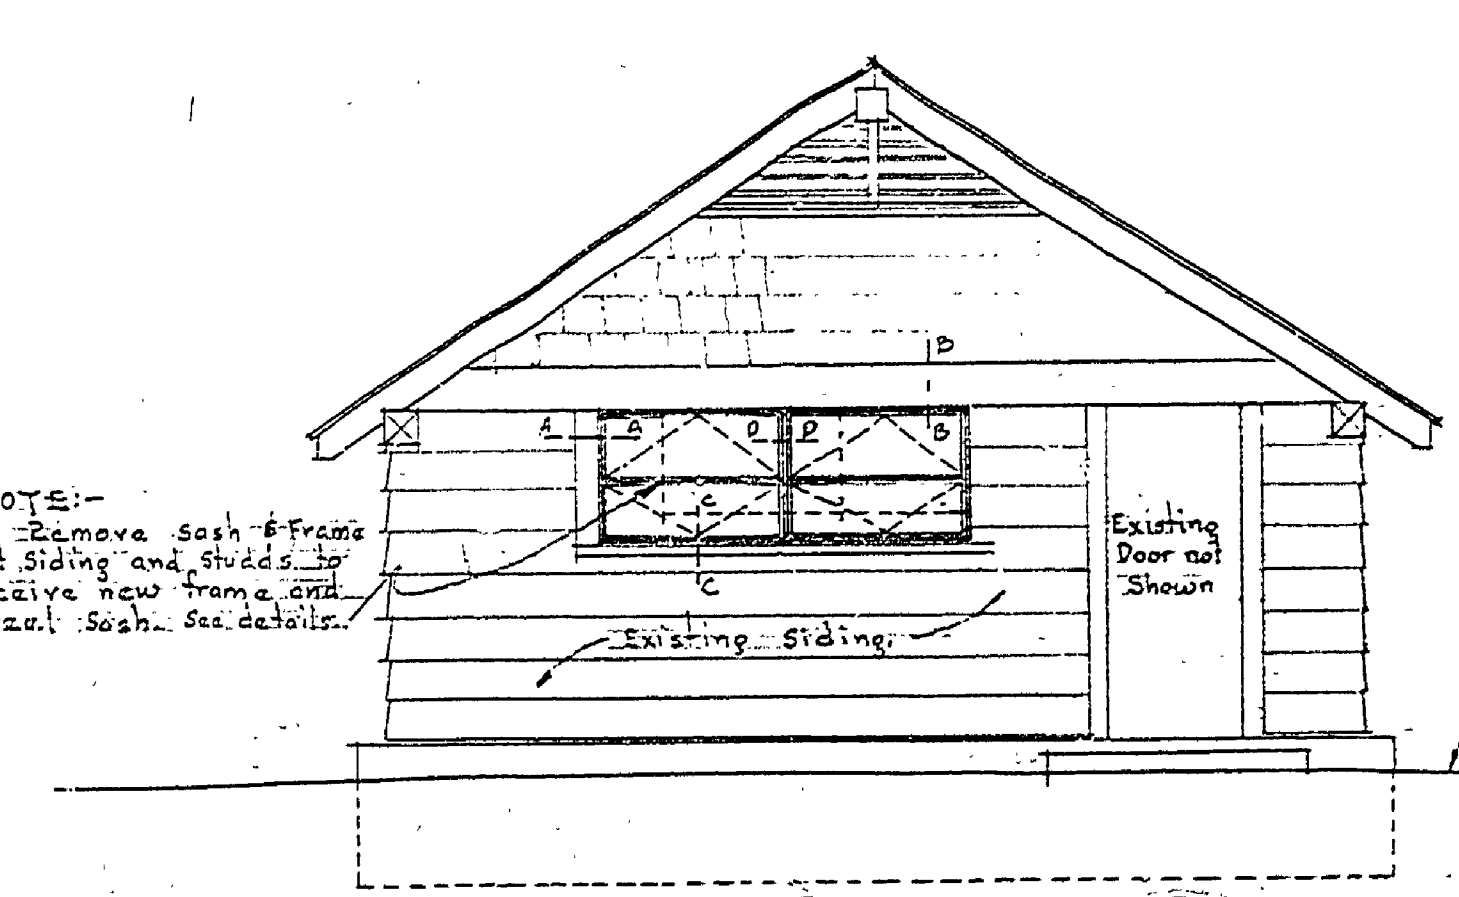 OTE:-
Remove Sash & Frame
Siding and Studds to
ceive new frame and
Sash. See details.
A A
D D
B
B
C
C
Existing
Door not
Shown
Existing Siding.